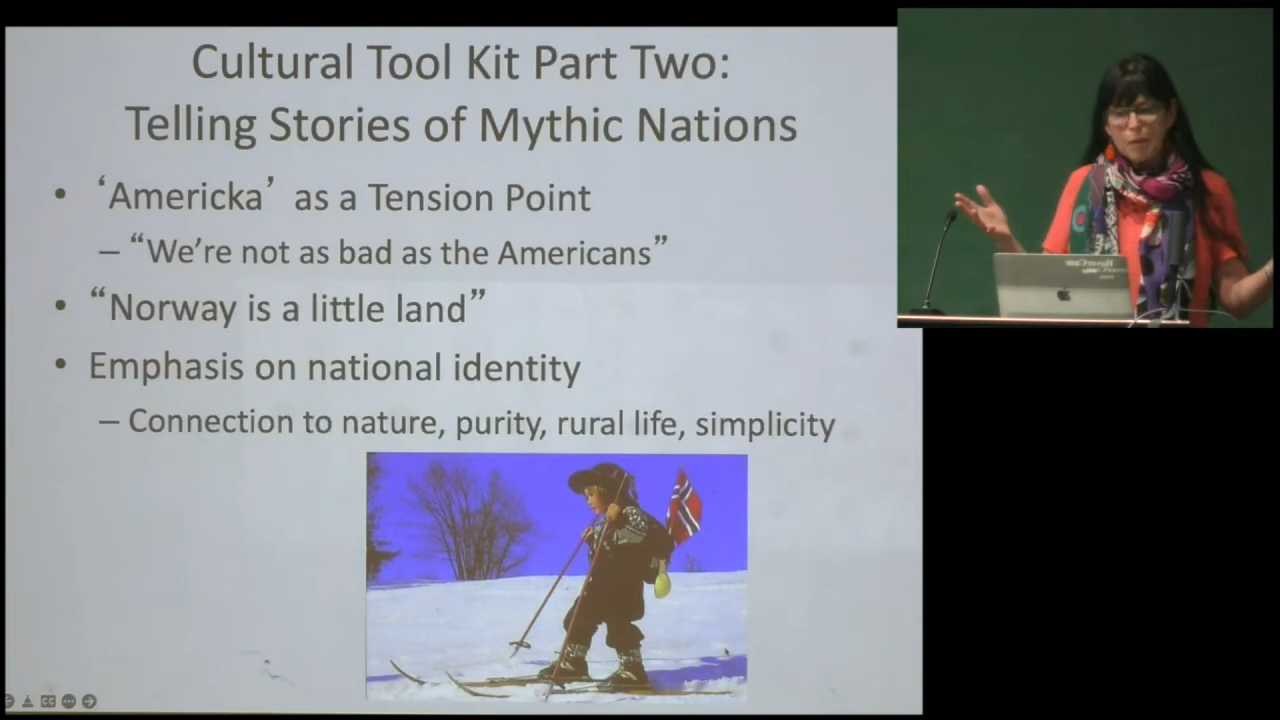 Cultural Tool Kit Part Two:
Telling Stories of Mythic Nations
• ‘Americka’ as a Tension Point
– “We’re not as bad as the Americans”
• “Norway is a little land”
• Emphasis on national identity
– Connection to nature, purity, rural life, simplicity
CC